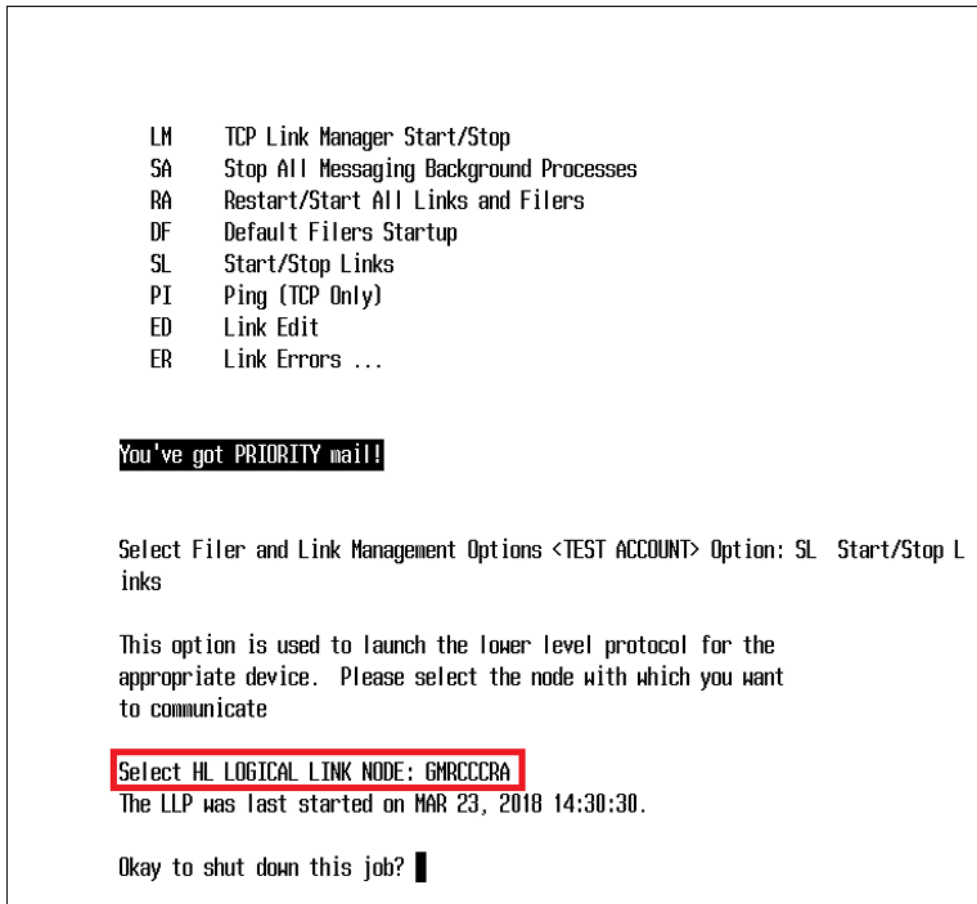 LM TCP Link Manager Start/Stop
SA Stop All Messaging Background Processes
RA Restart/Start All Links and Filers
DF Default Filers Startup
SL Start/Stop Links
PI Ping (TCP Only)
ED Link Edit
ER Link Errors ...
You've got PRIORITY mail!
Select Filer and Link Management Options <TEST ACCOUNT> Option: SL Start/Stop L
inks
This option is used to launch the lower level protocol for the
appropriate device. Please select the node with which you want
to communicate
Select HL LOGICAL LINK NODE: GMRCCCRA
The LLP was last started on MAR 23, 2018 14:30:30.
Okay to shut down this job?